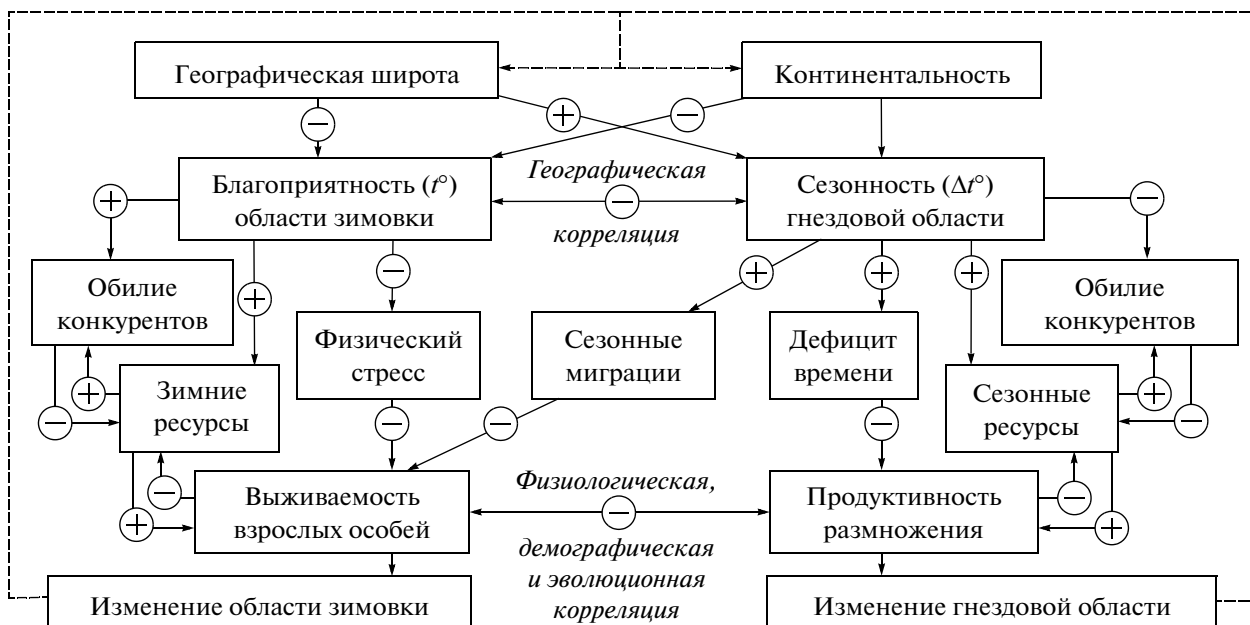 Географическая широта
Континентальность
−
+
−
Благоприятность (t°)
области зимовки
Географическая
−
корреляция
Сезонность (Δt°)
гнездовой области
+
−
−
+
+
+
+
−
Обилие
конкурентов
Физический
стресс
Сезонные
миграции
Дефицит
времени
Обилие
конкурентов
Зимние
ресурсы
+
−
−
−
−
Сезонные
ресурсы
+
−
−
+
Выживаемость
взрослых особей
Физиологическая,
−
демографическая
и эволюционная
корреляция
Продуктивность
размножения
−
+
Изменение области зимовки
Изменение гнездовой области